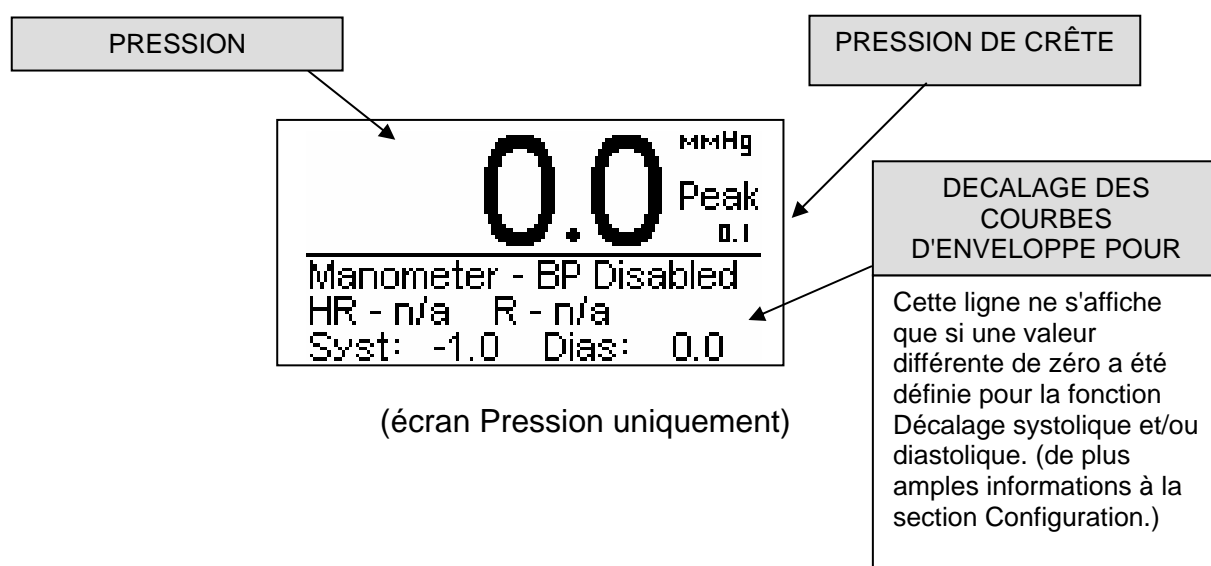 PRESSION
PRESSION DE CRÊTE
0.0
MMHg
Peak
0.1
Manometer - BP Disabled
HR - n/a R - n/a
Syst: -1.0 Dias: 0.0
DECALAGE DES
COURBES
D'ENVELOPPE POUR
Cette ligne ne s'affiche
que si une valeur
différente de zéro a été
définie pour la fonction
Décalage systolique et/ou
diastolique. (de plus
amples informations à la
section Configuration.)
(écran Pression uniquement)